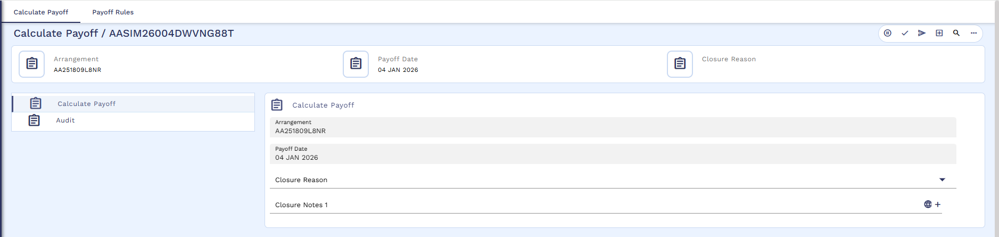 Calculate Payoff
Payoff Rules
Calculate Payoff / AASIM26004DWVNG88T
Arrangement
AA251809L8NR
Payoff Date
04 JAN 2026
Closure Reason
Calculate Payoff
Audit
Calculate Payoff
Arrangement
AA251809L8NR
Payoff Date
04 JAN 2026
Closure Reason
Closure Notes 1